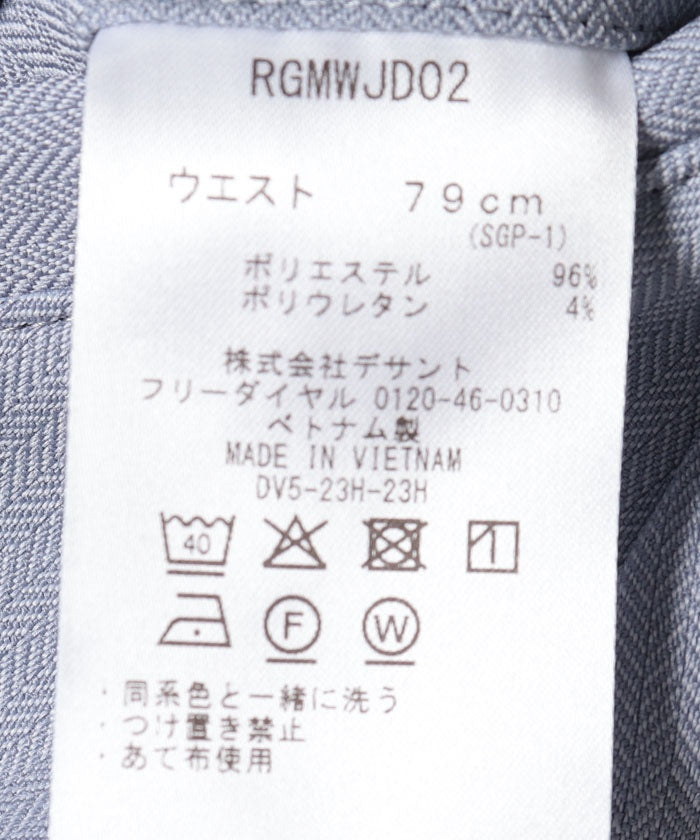 RGMWJD02
ウエスト 79cm
(SGP-1)
ポリエステル 96%
ポリウレタン 4%
株式会社デサント
フリーダイヤル 0120-46-0310
ベトナム製
MADE IN VIETNAM
DV5-23H-23H
40
F W
・同系色と一緒に洗う
・つけ置き禁止
・あて布使用